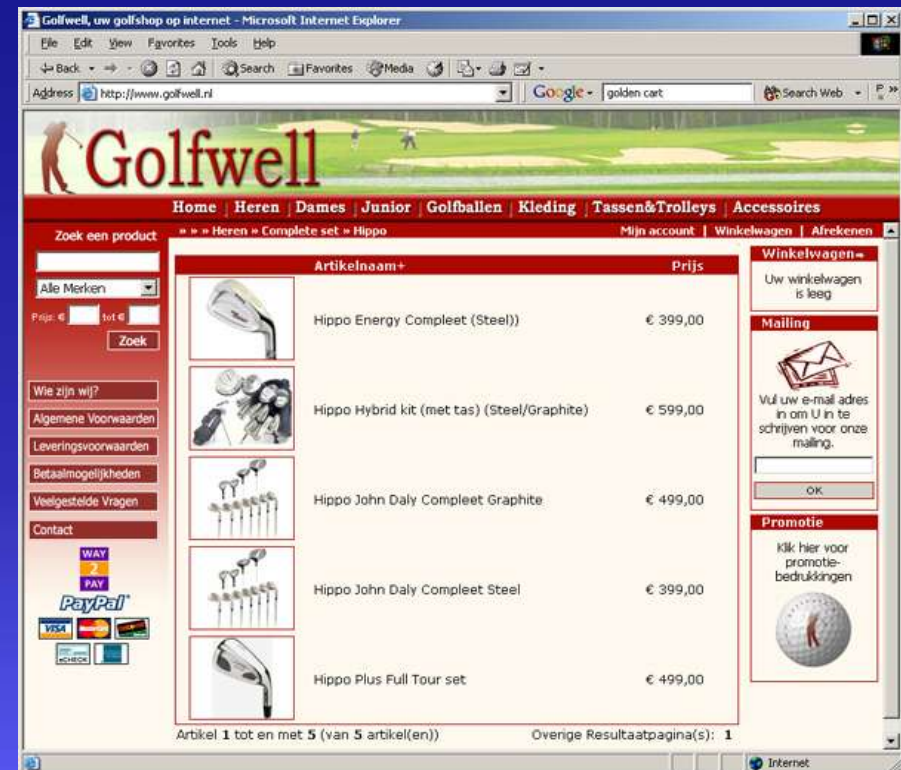 Golfwell, uw golfshop op internet - Microsoft Internet Explorer
File Edit View Favorites Tools Help
Back Search Favorites Media
Address http://www.golfwell.nl Google golden cart Search Web
Golfwell
Home Heren Dames Junior Golfballen Kleding Tassen&Trolleys Accessoires
Zoek een product
» » » Heren » Complete set » Hippo
Mijn account | Winkelwagen | Afrekenen
Alle Merken
Prijs: € tot €
Zoek
Wie zijn wij?
Algemene Voorwaarden
Leveringsvoorwaarden
Betaalmogelijkheden
Veelgestelde Vragen
Contact
WAY
2
PAY
PayPal
VISA MasterCard
eCHECK
Artikelnaam+ Prijs
Hippo Energy Compleet (Steel)) € 399,00
Hippo Hybrid kit (met tas) (Steel/Graphite) € 599,00
Hippo John Daly Compleet Graphite € 499,00
Hippo John Daly Compleet Steel € 399,00
Hippo Plus Full Tour set € 499,00
Artikel 1 tot en met 5 (van 5 artikel(en)) Overige Resultaatpagina(s): 1
Winkelwagen
Uw winkelwagen
is leeg
Mailing
Vul uw e-mail adres
in om U in te
schrijven voor onze
mailing.
OK
Promotie
Klik hier voor
promotie-
bedrukkingen
Internet